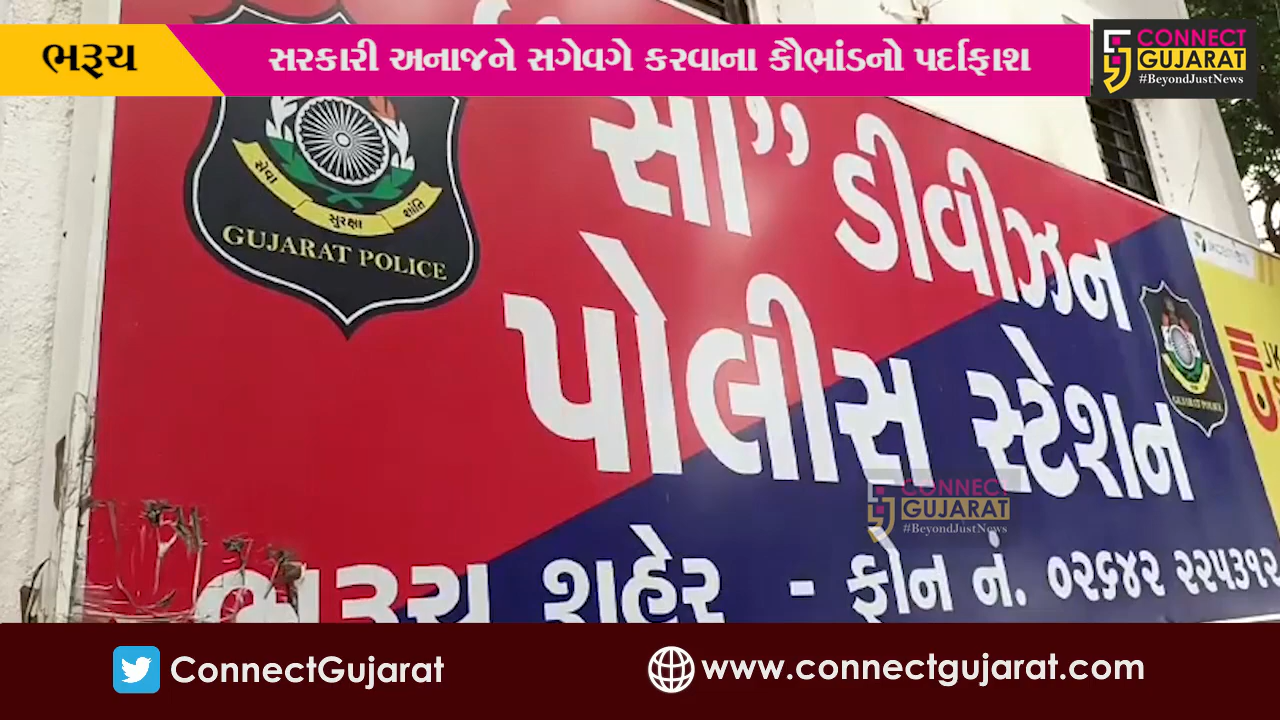 ભરૂચ
સરકારી અનાજને સગેવગે કરવાના કૌભાંડનો પર્દાફાશ
CONNECT
GUJARAT
#BeyondJustNews
સી” ડીવીઝન
પોલીસ સ્ટેશન
ભરૂચ શહેર - ફોન નં. ૦૨૬૪૨ ૨૨૫૩૧૨
સેવા
સુરક્ષા
શાંતિ
GUJARAT POLICE
GUJARAT POLICE
CONNECT
GUJARAT
#BeyondJustNews
ConnectGujarat
www.connectgujarat.com